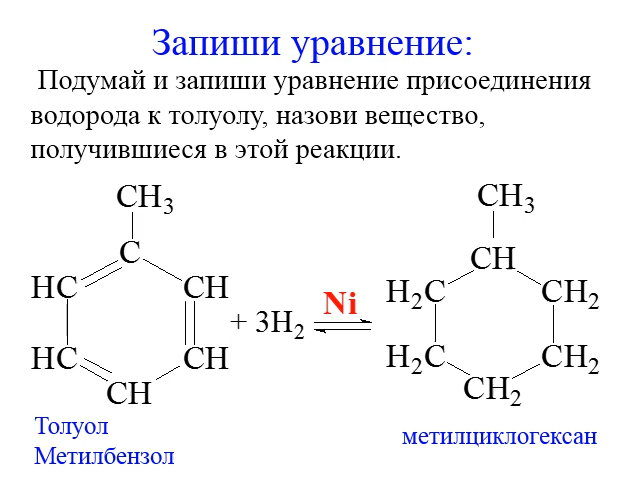 Запиши уравнение:
Подумай и запиши уравнение присоединения
водорода к толуолу, назови вещество,
получившиеся в этой реакции.
CH3 CH3
C CH
HC CH + 3H2 Ni H2C CH2
HC CH H2C CH2
CH CH2
Толуол
Метилбензол
метилциклогексан